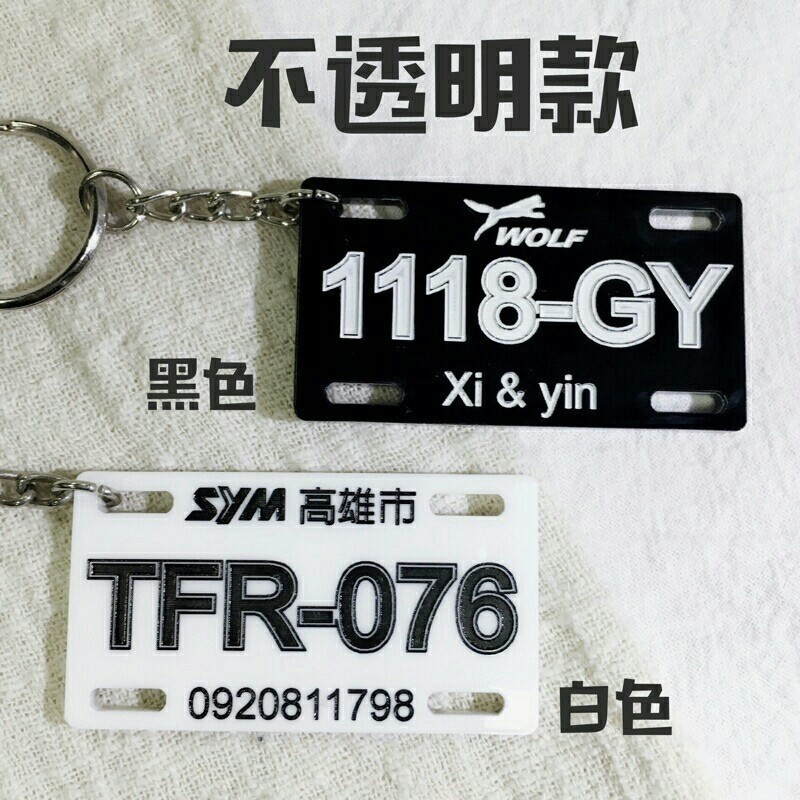 不透明款
WOLF
1118-GY
Xi & yin
黑色
SYM 高雄市
TFR-076
0920811798
白色